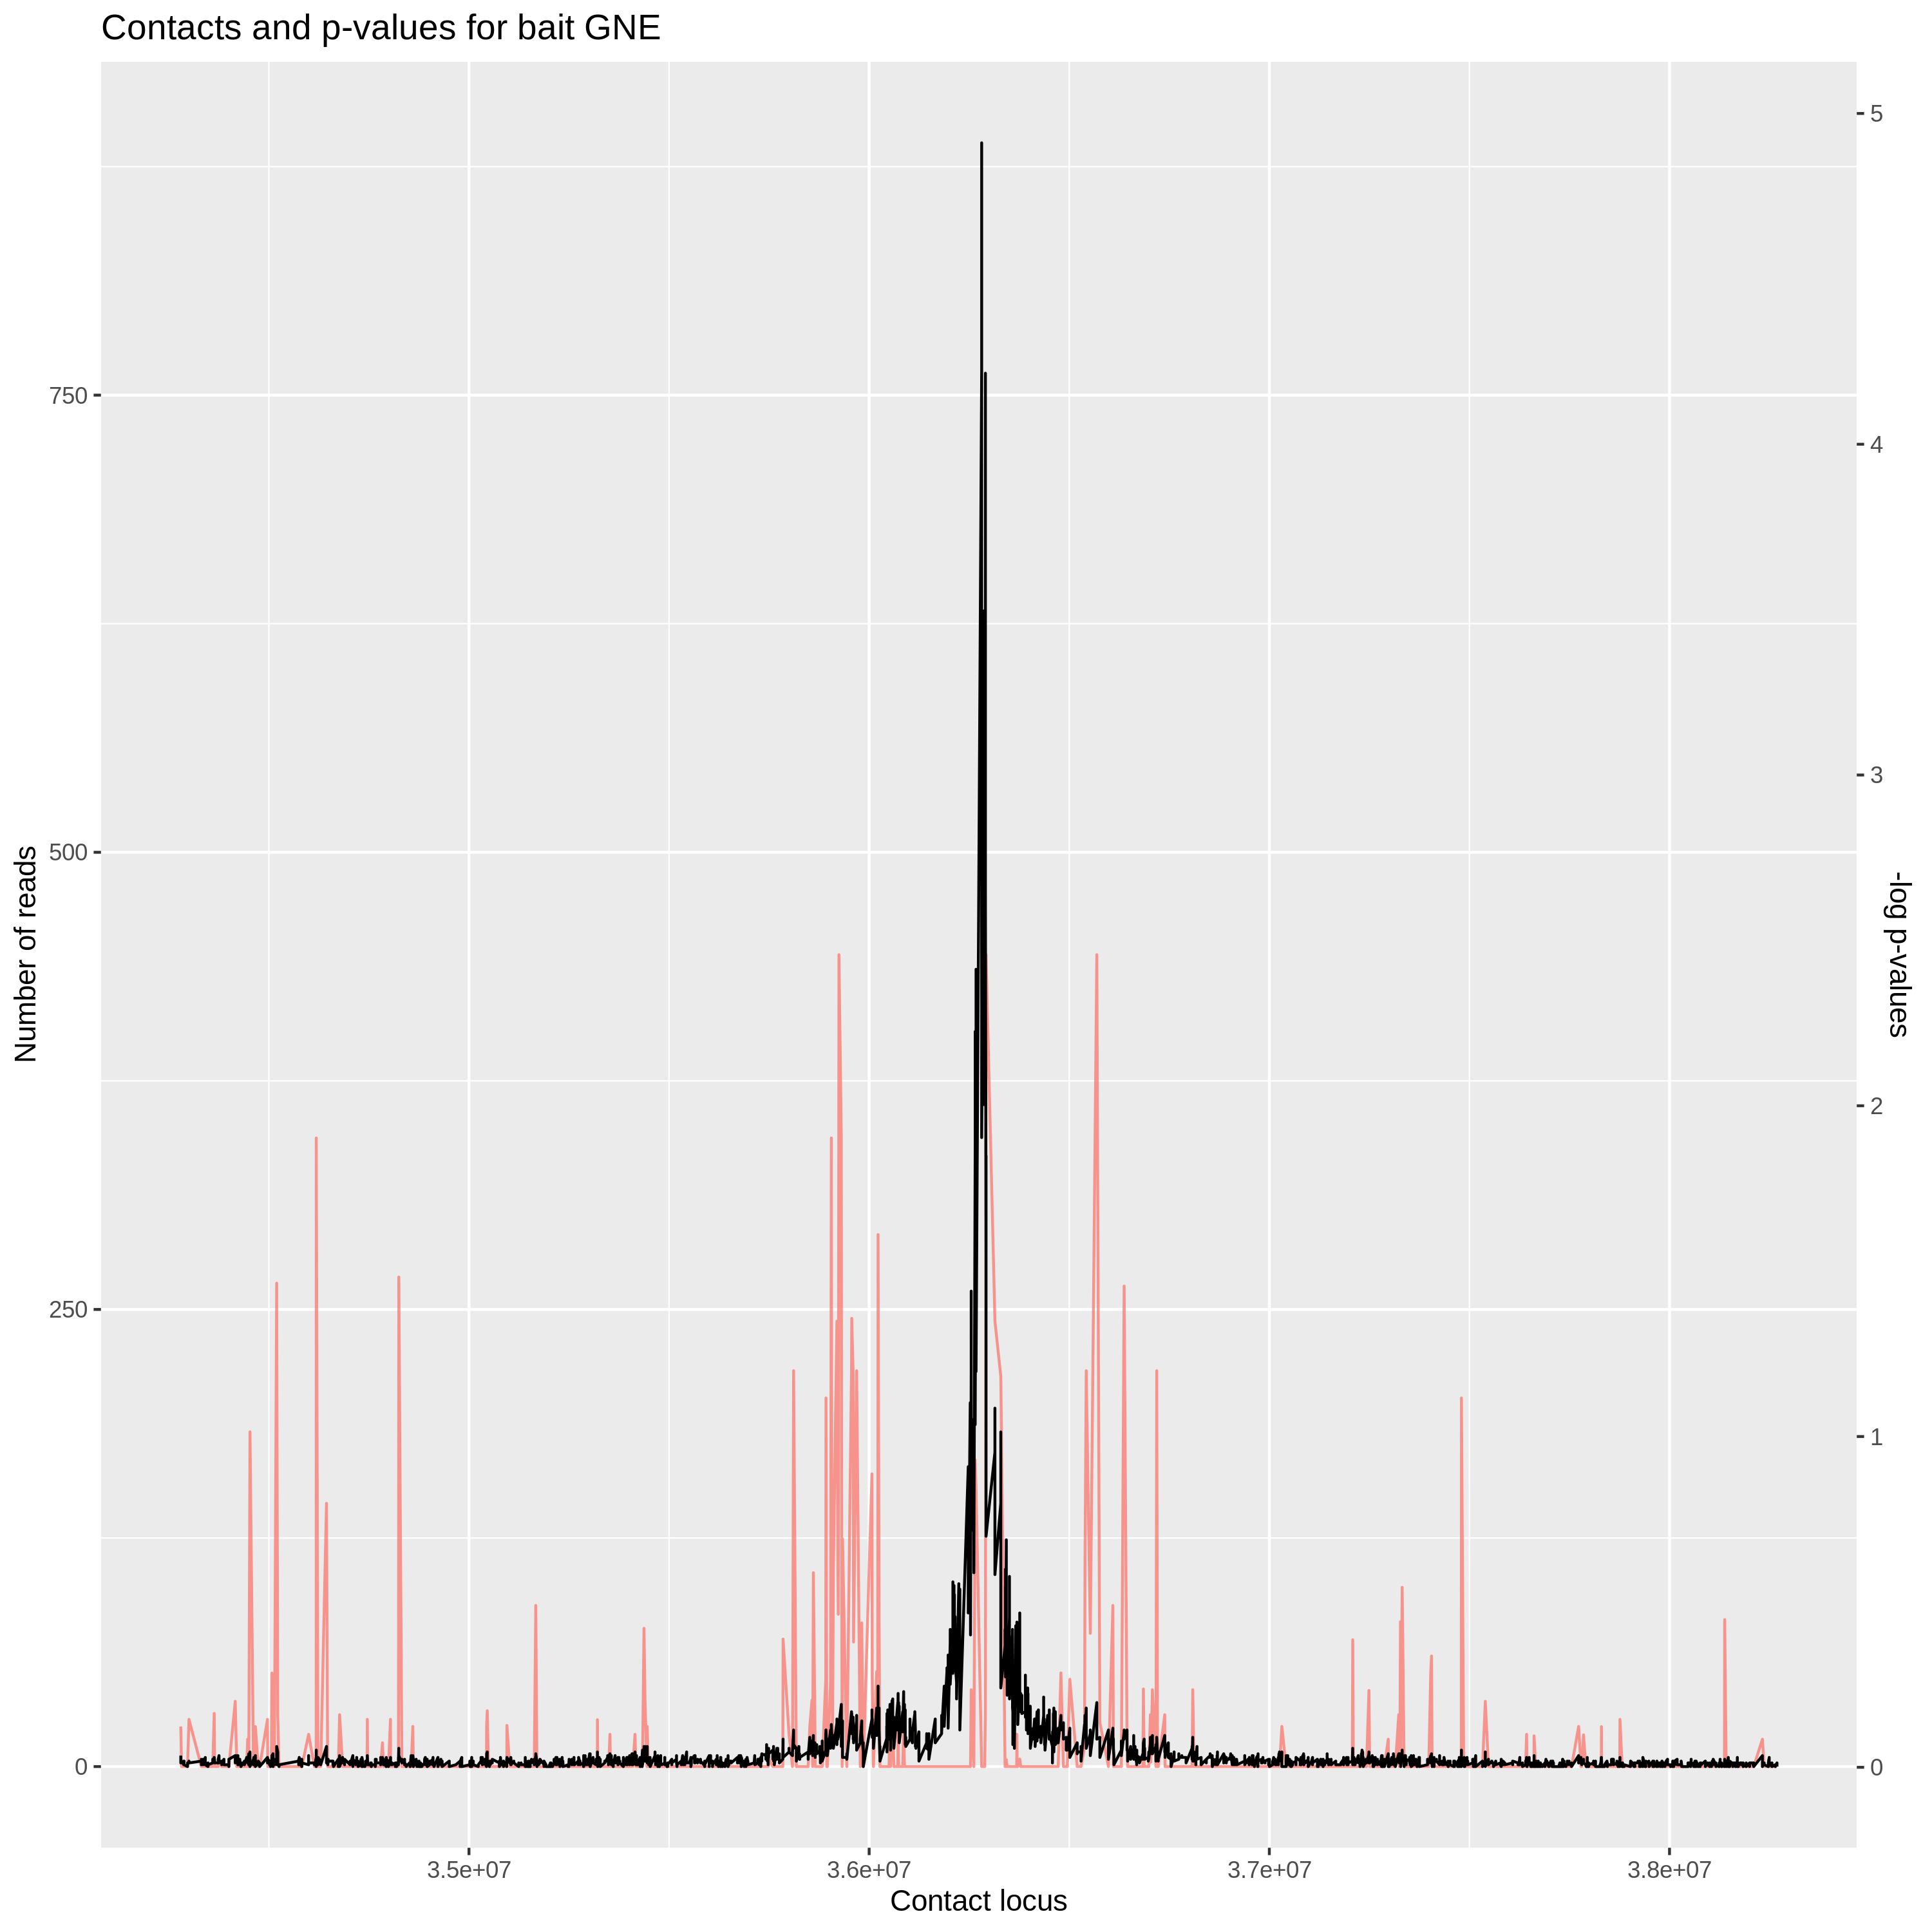 Contacts and p-values for bait GNE
750
500
250
0
5
4
3
2
1
0
Number of reads
-log p-values
3.5e+07
3.6e+07
3.7e+07
3.8e+07
Contact locus